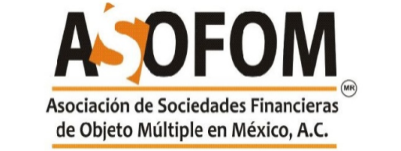 ASOFOM
MR
Asociación de Sociedades Financieras
de Objeto Múltiple en México, A.C.